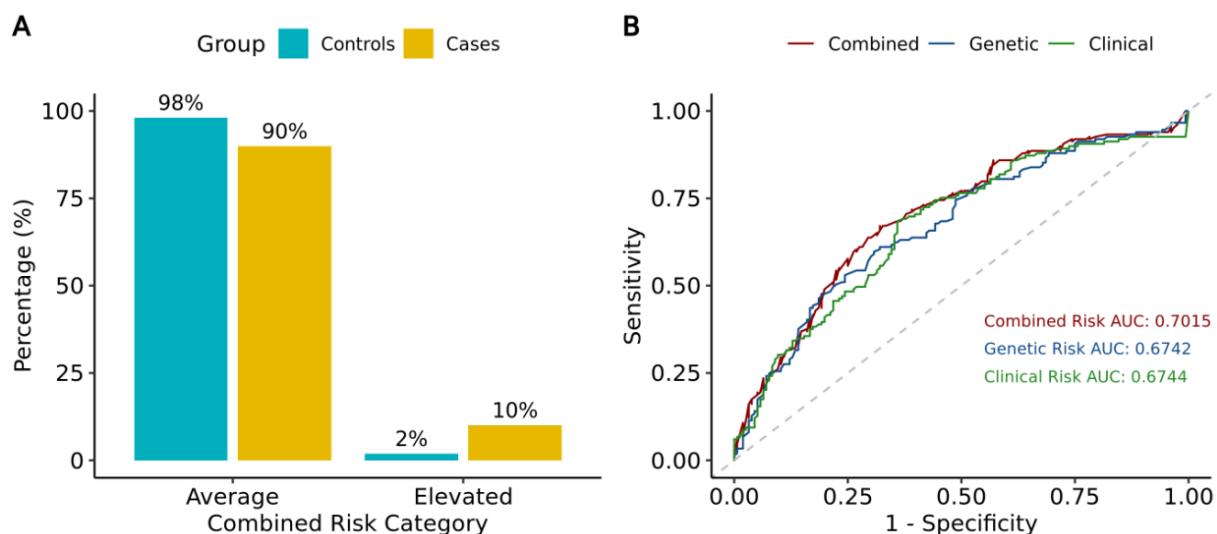 A
Group Controls Cases
Percentage (%)
100
75
50
25
0
98%
90%
2%
10%
Average Elevated
Combined Risk Category
B
Combined Genetic Clinical
Sensitivity
1.00
0.75
0.50
0.25
0.00
Combined Risk AUC: 0.7015
Genetic Risk AUC: 0.6742
Clinical Risk AUC: 0.6744
0.00 0.25 0.50 0.75 1.00
1 - Specificity